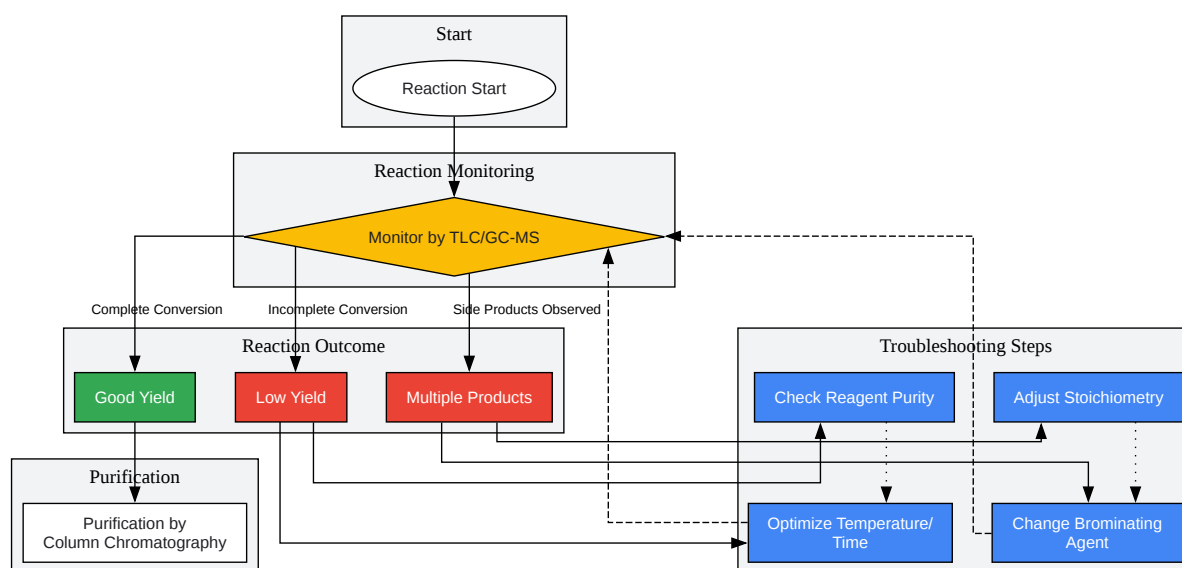 Start
Reaction Start
Reaction Monitoring
Monitor by TLC/GC-MS
Complete Conversion
Incomplete Conversion
Side Products Observed
Reaction Outcome
Good Yield
Low Yield
Multiple Products
Troubleshooting Steps
Check Reagent Purity
Adjust Stoichiometry
Purification
Purification by
Column Chromatography
Optimize Temperature/
Time
Change Brominating
Agent